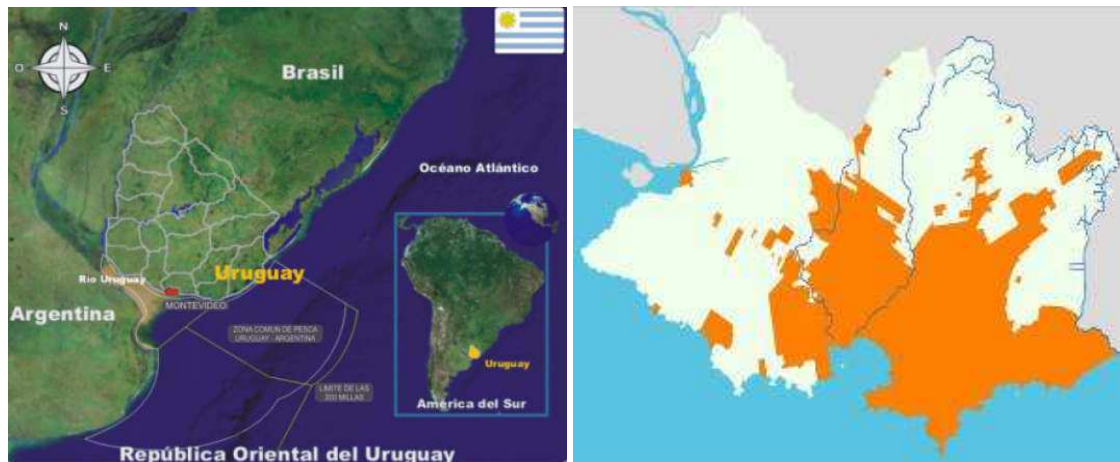 N
O
E
S
Brasil
Océano Atlántico
Rio Uruguay
Uruguay
MONTEVIDEO
Argentina
ZONA COMUN DE PESCA
URUGUAY - ARGENTINA
LIMITE DE LAS
200 MILLAS
Uruguay
América del Sur
República Oriental del Uruguay